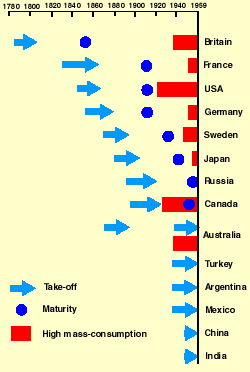 1780 1800 1820 1840 1860 1880 1900 1920 1940 1959
Britain
France
USA
Germany
Sweden
Japan
Russia
Canada
Australia
Turkey
Argentina
Mexico
China
India
Take-off
Maturity
High mass-consumption